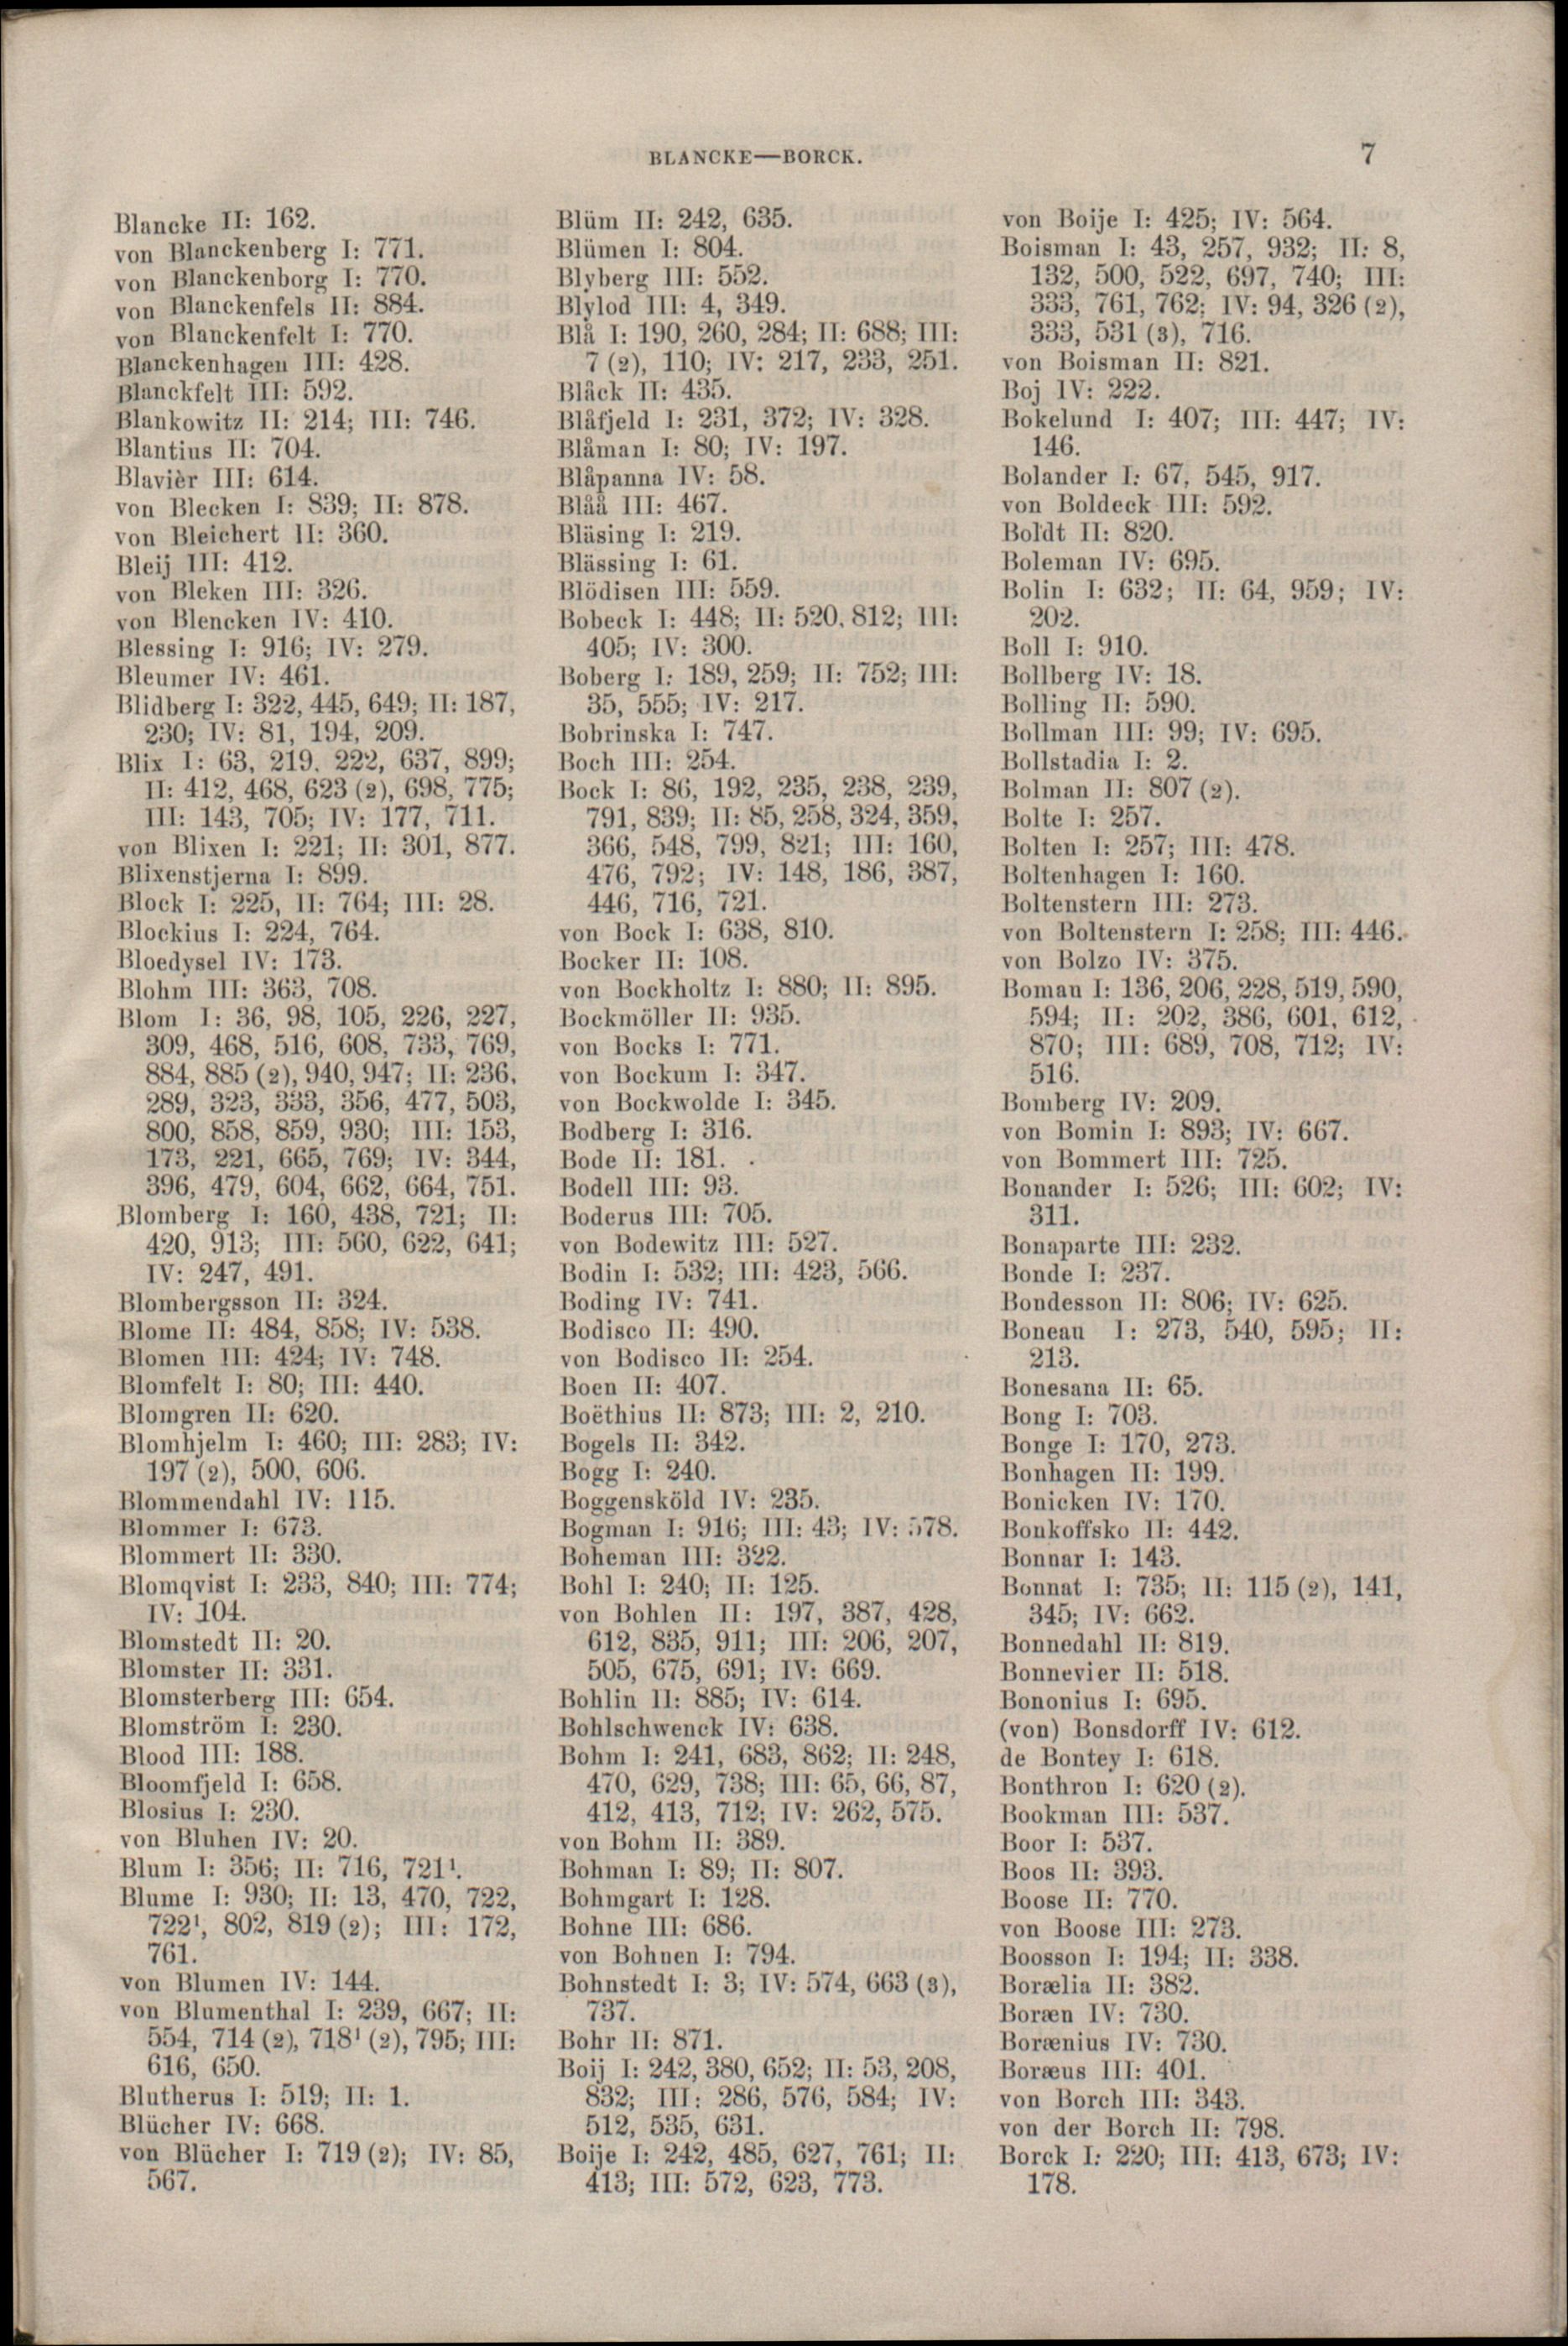 BLANCKE—BORCK.
7
Blancke II: 162.
von Blanckenberg I: 771.
von Blanckenborg I: 770.
von Blanckenfels II: 884.
von Blanckenfelt I: 770.
Blanckenhagen III: 428.
Blanckfelt III: 592.
Blankowitz II: 214; III: 746.
Blantius II: 704.
Blavièr III: 614.
von Blecken I: 839; II: 878.
von Bleichert II: 360.
Bleij III: 412.
von Bleken III: 326.
von Blencken IV: 410.
Blessing I: 916; IV: 279.
Bleumer IV: 461.
Blidberg I: 322, 445, 649; II: 187,
230; IV: 81, 194, 209.
Blix I: 63, 219, 222, 637, 899;
II: 412, 468, 623 (2), 698, 775;
III: 143, 705; IV: 177, 711.
von Blixen I: 221; II: 301, 877.
Blixenstjerna I: 899.
Block I: 225, II: 764; III: 28.
Blockius I: 224, 764.
Bloedysel IV: 173.
Blohm III: 363, 708.
Blom I: 36, 98, 105, 226, 227,
309, 468, 516, 608, 733, 769,
884, 885 (2), 940, 947; II: 236,
289, 323, 333, 356, 477, 503,
800, 858, 859, 930; III: 153,
173, 221, 665, 769; IV: 344,
396, 479, 604, 662, 664, 751.
Blomberg I: 160, 438, 721; II:
420, 913; III: 560, 622, 641;
IV: 247, 491.
Blombergsson II: 324.
Blome II: 484, 858; IV: 538.
Blomen III: 424; IV: 748.
Blomfelt I: 80; III: 440.
Blomgren II: 620.
Blomhjelm I: 460; III: 283; IV:
197 (2), 500, 606.
Blommendahl IV: 115.
Blommer I: 673.
Blommert II: 330.
Blomqvist I: 233, 840; III: 774;
IV: 104.
Blomstedt II: 20.
Blomster II: 331.
Blomsterberg III: 654.
Blomström I: 230.
Blood III: 188.
Bloomfjeld I: 658.
Blosius I: 230.
von Bluhen IV: 20.
Blum I: 356; II: 716, 721¹.
Blume I: 930; II: 13, 470, 722,
722¹, 802, 819 (2); III: 172,
761.
von Blumen IV: 144.
von Blumenthal I: 239, 667; II:
554, 714 (2), 718¹ (2), 795; III:
616, 650.
Blutherus I: 519; II: 1.
Blücher IV: 668.
von Blücher I: 719 (2); IV: 85,
567.
Blüm II: 242, 635.
Blümen I: 804.
Blyberg III: 552.
Blylod III: 4, 349.
Blå I: 190, 260, 284; II: 688; III:
7 (2), 110; IV: 217, 233, 251.
Blåck II: 435.
Blåfjeld I: 231, 372; IV: 328.
Blåman I: 80; IV: 197.
Blåpanna IV: 58.
Blåå III: 467.
Bläsing I: 219.
Blässing I: 61.
Blödisen III: 559.
Bobeck I: 448; II: 520, 812; III:
405; IV: 300.
Boberg I: 189, 259; II: 752; III:
35, 555; IV: 217.
Bobrinska I: 747.
Boch III: 254.
Bock I: 86, 192, 235, 238, 239,
791, 839; II: 85, 258, 324, 359,
366, 548, 799, 821; III: 160,
476, 792; IV: 148, 186, 387,
446, 716, 721.
von Bock I: 638, 810.
Bocker II: 108.
von Bockholtz I: 880; II: 895.
Bockmöller II: 935.
von Bocks I: 771.
von Bockum I: 347.
von Bockwolde I: 345.
Bodberg I: 316.
Bode II: 181.
Bodell III: 93.
Boderus III: 705.
von Bodewitz III: 527.
Bodin I: 532; III: 423, 566.
Boding IV: 741.
Bodisco II: 490.
von Bodisco II: 254.
Boen II: 407.
Boëthius II: 873; III: 2, 210.
Bogels II: 342.
Bogg I: 240.
Boggensköld IV: 235.
Bogman I: 916; III: 43; IV: 578.
Boheman III: 322.
Bohl I: 240; II: 125.
von Bohlen II: 197, 387, 428,
612, 835, 911; III: 206, 207,
505, 675, 691; IV: 669.
Bohlin II: 885; IV: 614.
Bohlschwenck IV: 638.
Bohm I: 241, 683, 862; II: 248,
470, 629, 738; III: 65, 66, 87,
412, 413, 712; IV: 262, 575.
von Bohm II: 389.
Bohman I: 89; II: 807.
Bohmgart I: 128.
Bohne III: 686.
von Bohnen I: 794.
Bohnstedt I: 3; IV: 574, 663 (3),
737.
Bohr II: 871.
Boij I: 242, 380, 652; II: 53, 208,
832; III: 286, 576, 584; IV:
512, 535, 631.
Boije I: 242, 485, 627, 761; II:
413; III: 572, 623, 773.
von Boije I: 425; IV: 564.
Boisman I: 43, 257, 932; II: 8,
132, 500, 522, 697, 740; III:
333, 761, 762; IV: 94, 326 (2),
333, 531 (3), 716.
von Boisman II: 821.
Boj IV: 222.
Bokelund I: 407; III: 447; IV:
146.
Bolander I: 67, 545, 917.
von Boldeck III: 592.
Boldt II: 820.
Boleman IV: 695.
Bolin I: 632; II: 64, 959; IV:
202.
Boll I: 910.
Bollberg IV: 18.
Bolling II: 590.
Bollman III: 99; IV: 695.
Bollstadia I: 2.
Bolman II: 807 (2).
Bolte I: 257.
Bolten I: 257; III: 478.
Boltenhagen I: 160.
Boltenstern III: 273.
von Boltenstern I: 258; III: 446.
von Bolzo IV: 375.
Boman I: 136, 206, 228, 519, 590,
594; II: 202, 386, 601, 612,
870; III: 689, 708, 712; IV:
516.
Bomberg IV: 209.
von Bomin I: 893; IV: 667.
von Bommert III: 725.
Bonander I: 526; III: 602; IV:
311.
Bonaparte III: 232.
Bonde I: 237.
Bondesson II: 806; IV: 625.
Boneau I: 273, 540, 595; II:
213.
Bonesana II: 65.
Bong I: 703.
Bonge I: 170, 273.
Bonhagen II: 199.
Bonicken IV: 170.
Bonkoffsko II: 442.
Bonnar I: 143.
Bonnat I: 735; II: 115 (2), 141,
345; IV: 662.
Bonnedahl II: 819.
Bonnevier II: 518.
Bononius I: 695.
(von) Bonsdorff IV: 612.
de Bontey I: 618.
Bonthron I: 620 (2).
Bookman III: 537.
Boor I: 537.
Boos II: 393.
Boose II: 770.
von Boose III: 273.
Boosson I: 194; II: 338.
Borælia II: 382.
Boræn IV: 730.
Borænius IV: 730.
Boræus III: 401.
von Borch III: 343.
von der Borch II: 798.
Borck I: 220; III: 413, 673; IV:
178.